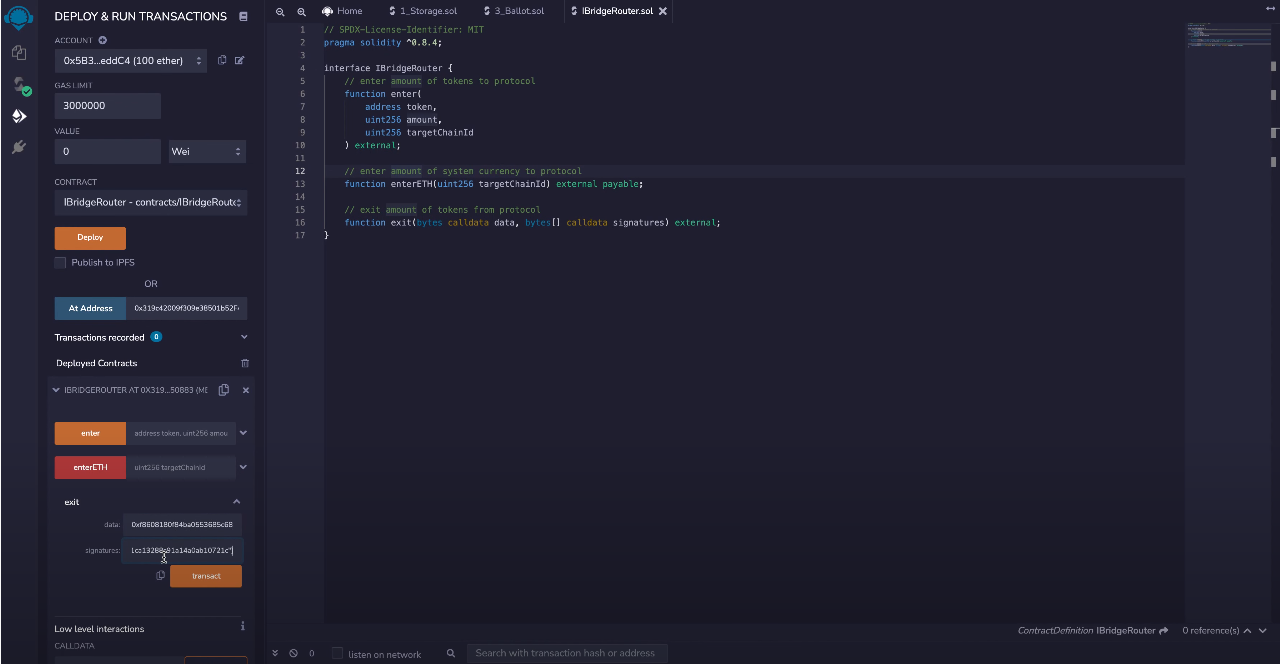 DEPLOY & RUN TRANSACTIONS
ACCOUNT
0x5B3...eddC4 (100 ether)
GAS LIMIT
3000000
VALUE
0
Wei
CONTRACT
IBridgeRouter - contracts/IBridgeRoute
Deploy
Publish to IPFS
OR
At Address
0x319c42009f309e38501b52F
Transactions recorded 0
Deployed Contracts
IBRIDGEROUTER AT 0X319...50883 (ME
enter
address token, uint256 amou
enterETH
uint256 targetChainId
exit
data:
0xf8608180f84ba0553685c68
signatures:
transact
Low level interactions
CALLDATA
Home
1_Storage.sol
3_Ballot.sol
IBridgeRouter.sol
1 // SPDX-License-Identifier: MIT
2 pragma solidity ^0.8.4;
3
4 interface IBridgeRouter {
5 // enter amount of tokens to protocol
6 function enter(
7 address token,
8 uint256 amount,
9 uint256 targetChainId
10 ) external;
11
12 // enter amount of system currency to protocol
13 function enterETH(uint256 targetChainId) external payable;
14
15 // exit amount of tokens from protocol
16 function exit(bytes calldata data, bytes[] calldata signatures) external;
17 }
ContractDefinition IBridgeRouter
0 reference(s)
0
listen on network
Search with transaction hash or address